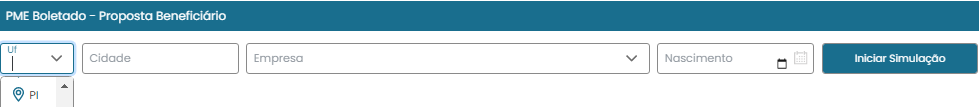 PME Boletado - Proposta Beneficiário
Uf
Cidade
Empresa
Nascimento
Iniciar Simulação
PI